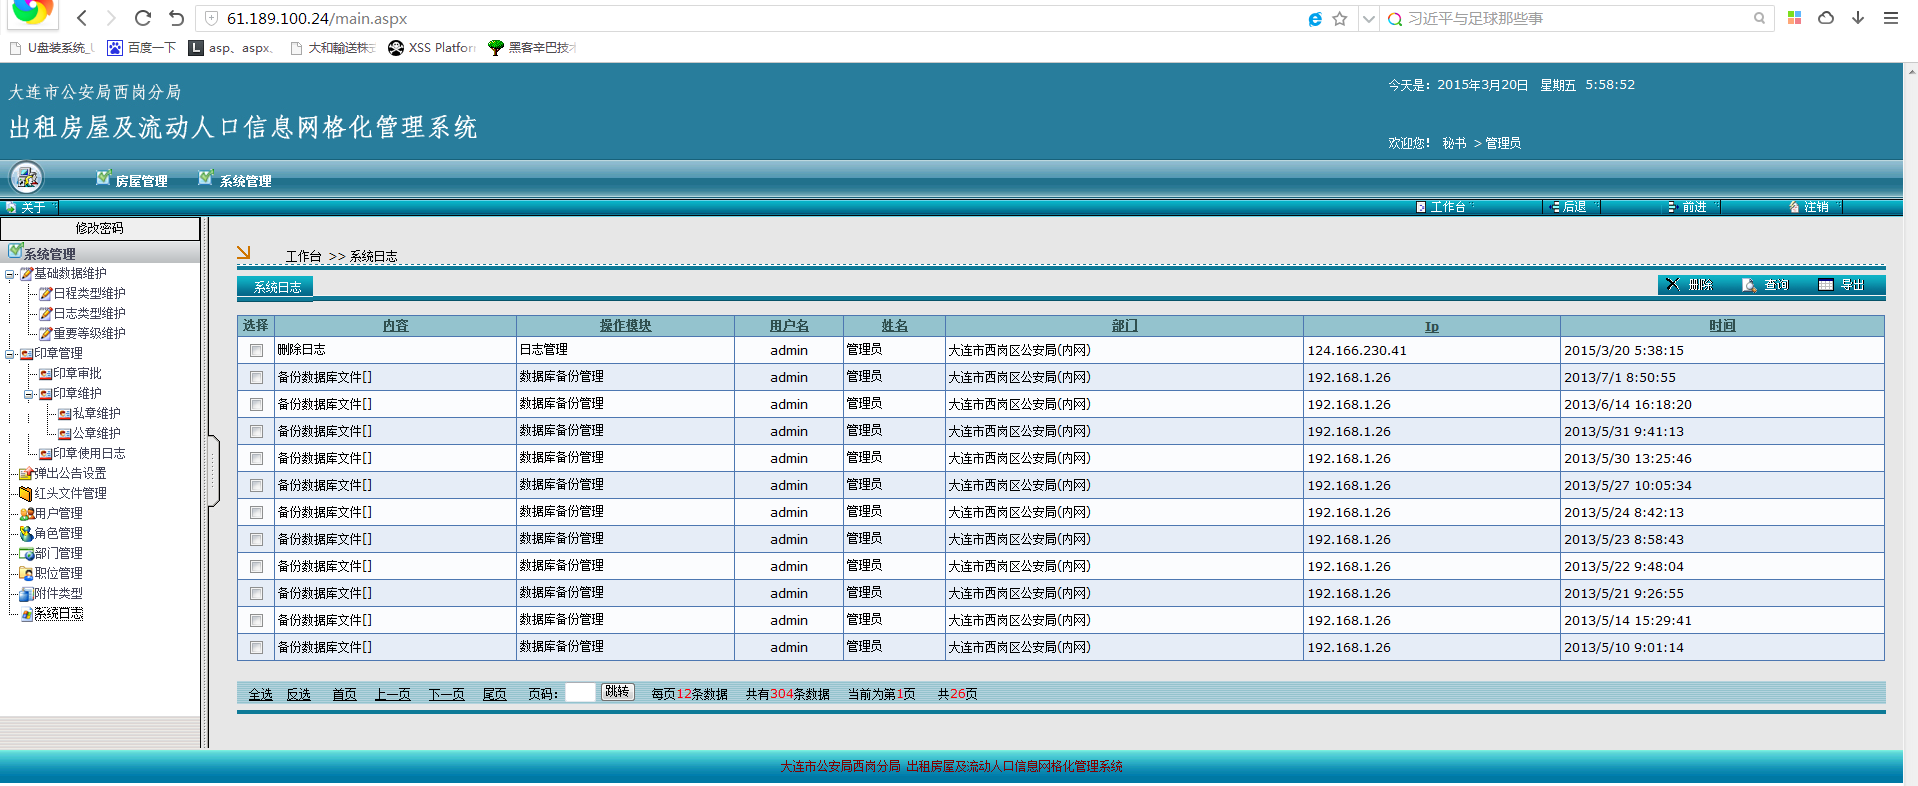 61.189.100.24/main.aspx
习近平与足球那些事
U盘装系统_
百度一下
asp、aspx、
大和輸送株式
XSS Platfor
黑客辛巴技术
大连市公安局西岗分局
出租房屋及流动人口信息网格化管理系统
今天是：2015年3月20日 星期五 5:58:52
欢迎您！ 秘书 > 管理员
房屋管理
系统管理
关于
工作台
后退
前进
注销
修改密码
系统管理
基础数据维护
日程类型维护
日志类型维护
重要等级维护
印章管理
印章审批
印章维护
私章维护
公章维护
印章使用日志
弹出公告设置
红头文件管理
用户管理
角色管理
部门管理
职位管理
附件类型
系统日志
工作台 >> 系统日志
系统日志
删除 查询 导出
选择 内容 操作模块 用户名 姓名 部门 Ip 时间
删除日志 日志管理 admin 管理员 大连市西岗区公安局(内网) 124.166.230.41 2015/3/20 5:38:15
备份数据库文件[] 数据库备份管理 admin 管理员 大连市西岗区公安局(内网) 192.168.1.26 2013/7/1 8:50:55
备份数据库文件[] 数据库备份管理 admin 管理员 大连市西岗区公安局(内网) 192.168.1.26 2013/6/14 16:18:20
备份数据库文件[] 数据库备份管理 admin 管理员 大连市西岗区公安局(内网) 192.168.1.26 2013/5/31 9:41:13
备份数据库文件[] 数据库备份管理 admin 管理员 大连市西岗区公安局(内网) 192.168.1.26 2013/5/30 13:25:46
备份数据库文件[] 数据库备份管理 admin 管理员 大连市西岗区公安局(内网) 192.168.1.26 2013/5/27 10:05:34
备份数据库文件[] 数据库备份管理 admin 管理员 大连市西岗区公安局(内网) 192.168.1.26 2013/5/24 8:42:13
备份数据库文件[] 数据库备份管理 admin 管理员 大连市西岗区公安局(内网) 192.168.1.26 2013/5/23 8:58:43
备份数据库文件[] 数据库备份管理 admin 管理员 大连市西岗区公安局(内网) 192.168.1.26 2013/5/22 9:48:04
备份数据库文件[] 数据库备份管理 admin 管理员 大连市西岗区公安局(内网) 192.168.1.26 2013/5/21 9:26:55
备份数据库文件[] 数据库备份管理 admin 管理员 大连市西岗区公安局(内网) 192.168.1.26 2013/5/14 15:29:41
备份数据库文件[] 数据库备份管理 admin 管理员 大连市西岗区公安局(内网) 192.168.1.26 2013/5/10 9:01:14
全选 反选 首页 上一页 下一页 尾页 页码： 跳转 每页12条数据 共有304条数据 当前为第1页 共26页
大连市公安局西岗分局 出租房屋及流动人口信息网格化管理系统